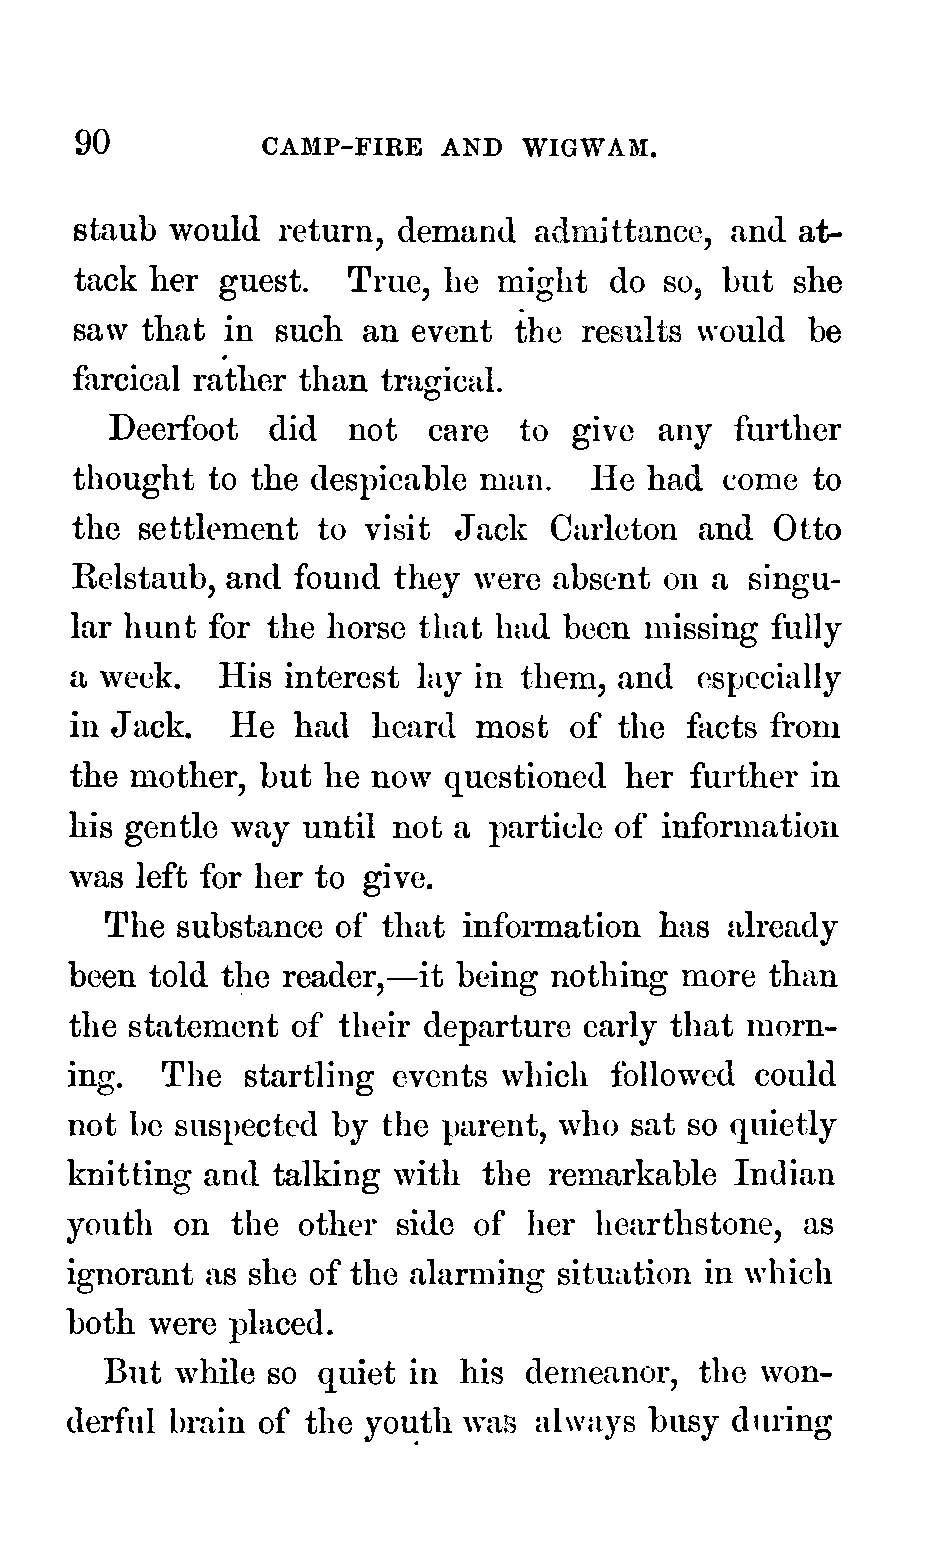 90 CAMP-FIRE AND WIGWAM.
staub would return, demand admittance, and at-
tack her guest. True, he might do so, but she
saw that in such an event the results would be
farcical rather than tragical.
Deerfoot did not care to give any further
thought to the despicable man. He had come to
the settlement to visit Jack Carleton and Otto
Relstaub, and found they were absent on a singu-
lar hunt for the horse that had been missing fully
a week. His interest lay in them, and especially
in Jack. He had heard most of the facts from
the mother, but he now questioned her further in
his gentle way until not a particle of information
was left for her to give.
The substance of that information has already
been told the reader,—it being nothing more than
the statement of their departure early that morn-
ing. The startling events which followed could
not be suspected by the parent, who sat so quietly
knitting and talking with the remarkable Indian
youth on the other side of her hearthstone, as
ignorant as she of the alarming situation in which
both were placed.
But while so quiet in his demeanor, the won-
derful brain of the youth was always busy during